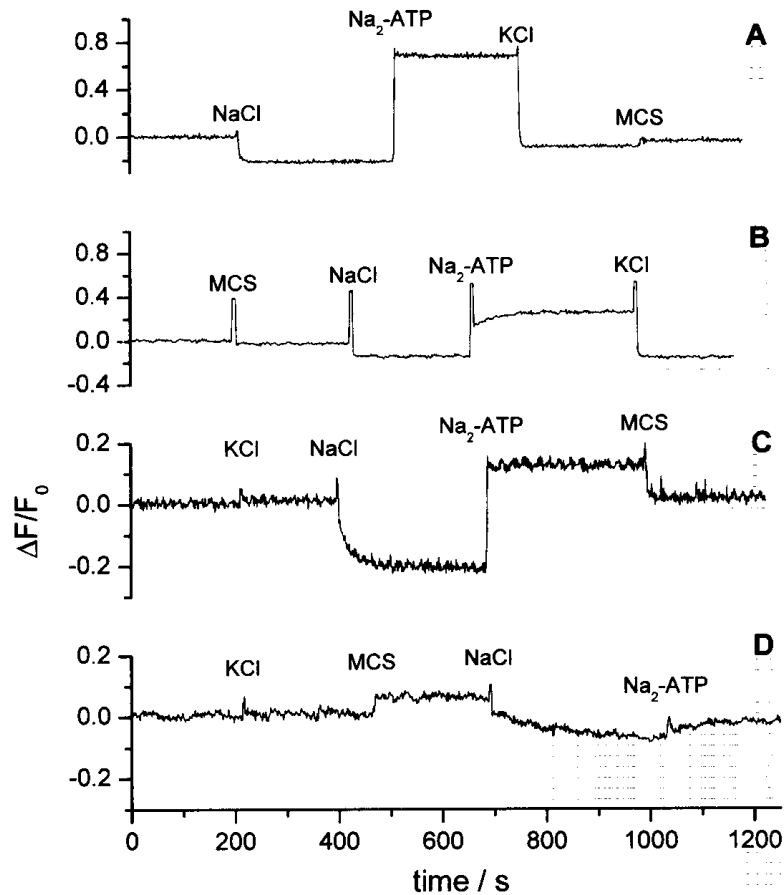 Na₂-ATP
KCl
A
0.8
NaCl
MCS
0.4
0.0
B
0.8
MCS
NaCl
Na₂-ATP
KCl
0.4
0.0
-0.4
Na₂-ATP
MCS
C
0.2
KCl
NaCl
0.0
-0.2
ΔF/F₀
D
0.2
KCl
MCS
NaCl
Na₂-ATP
0.0
-0.2
0 200 400 600 800 1000 1200
time / s